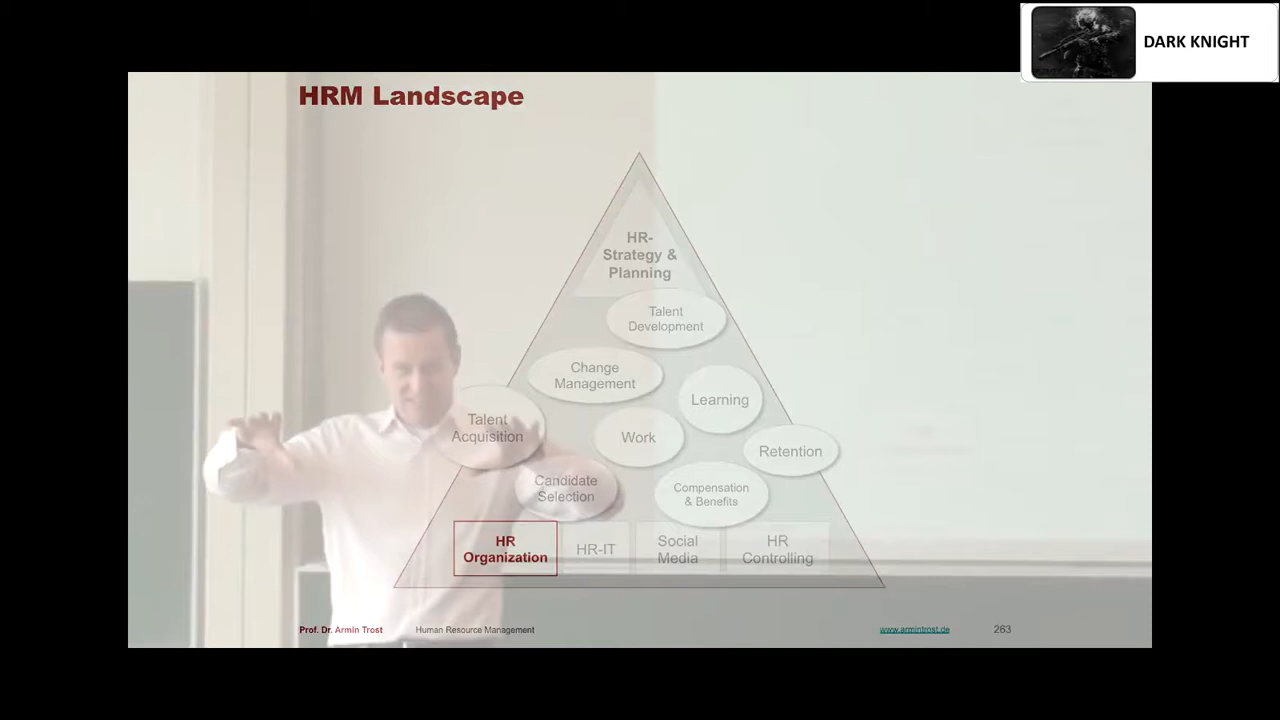 DARK KNIGHT
HRM Landscape
HR-
Strategy &
Planning
Talent
Development
Change
Management
Learning
Talent
Acquisition
Work
Retention
Candidate
Selection
Compensation
& Benefits
HR
Organization
HR-IT
Social
Media
HR
Controlling
Prof. Dr. Armin Trost
Human Resource Management
www.armintrost.de
263